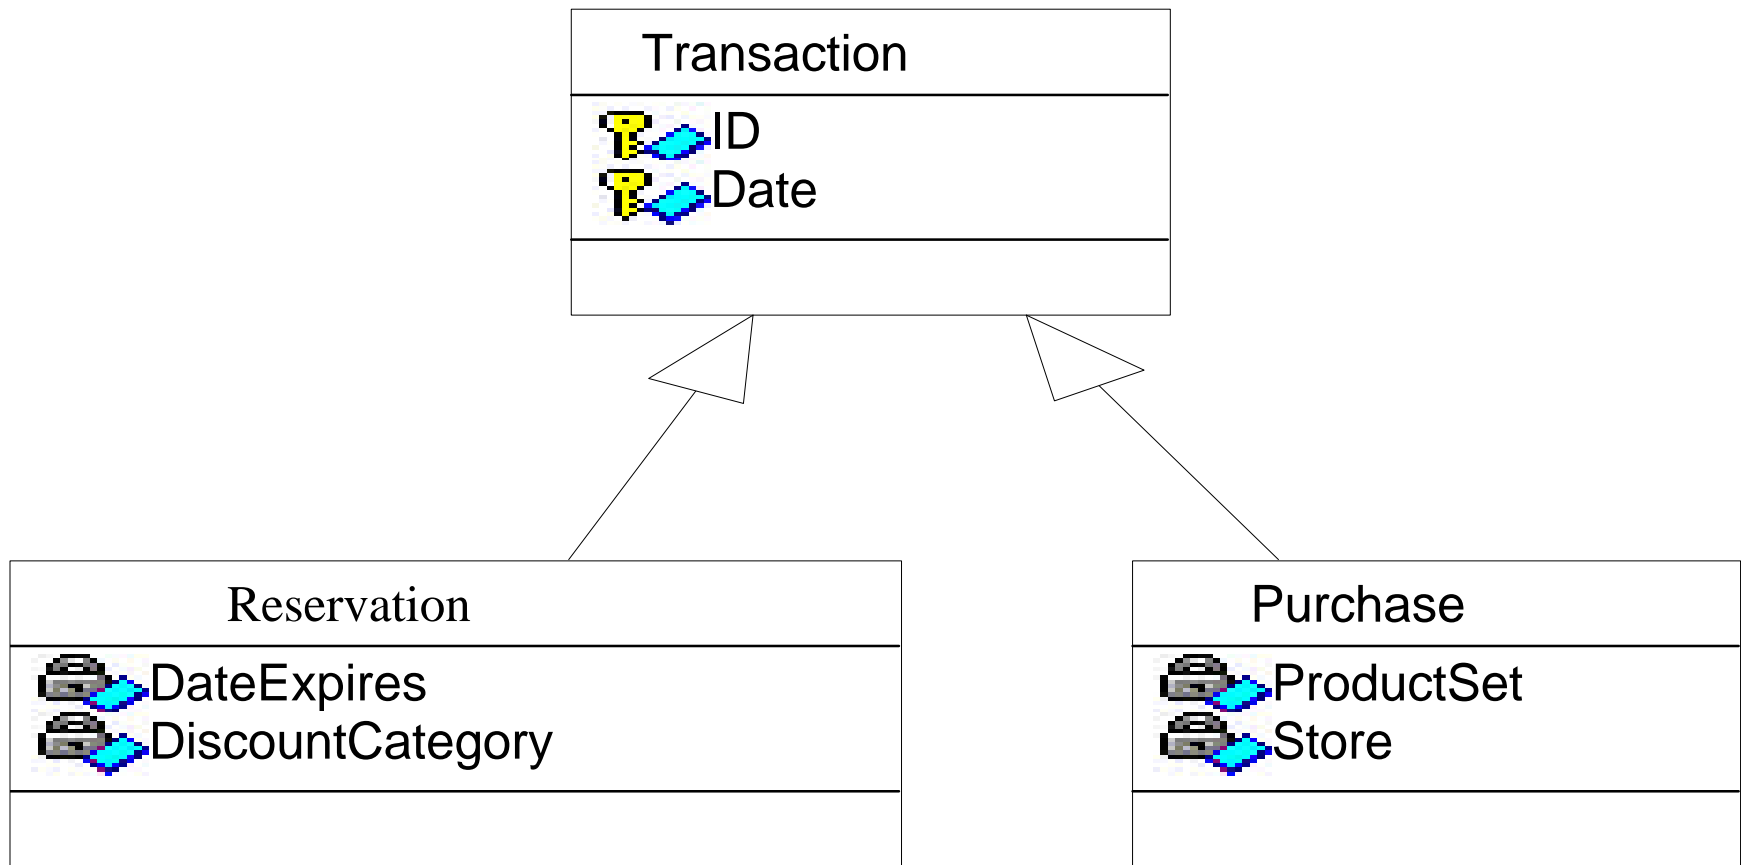 Transaction
ID
Date
Reservation
DateExpires
DiscountCategory
Purchase
ProductSet
Store